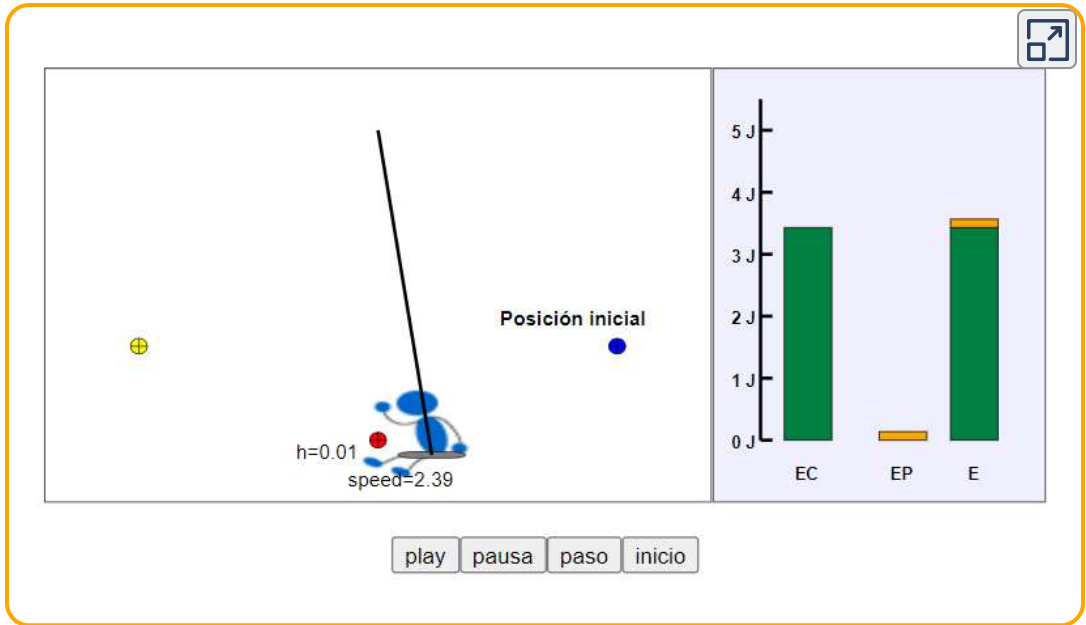 Posición inicial
h=0.01
speed=2.39
5 J
4 J
3 J
2 J
1 J
0 J
EC EP E
play pausa paso inicio